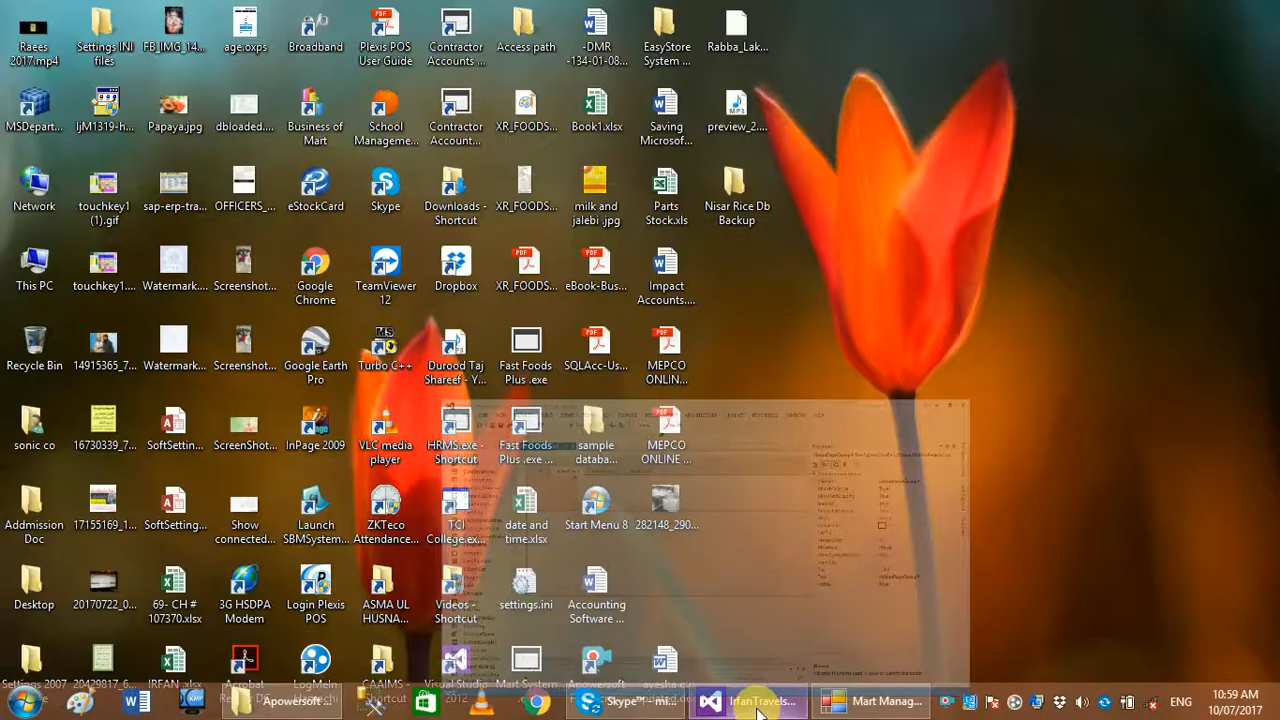 Raees
2017.mp4
Settings INI
files
FB_IMG_14...
age.oxps
Broadband
Plexis POS
User Guide
Contractor
Accounts ...
Access path
-DMR
-134-01-08...
EasyStore
System ...
Rabba_Lak...
MSDepart...
IjM1319-h...
Papaya.jpg
dbloaded....
Business of
Mart
School
Manageme...
Contractor
Account...
XR_FOODS...
Book1.xlsx
Saving
Microsof...
preview_2....
Network
touchkey1
(1).gif
sap-erp-tra...
OFFICERS_...
eStockCard
Skype
Downloads -
Shortcut
XR_FOODS...
milk and
jalebi .jpg
Parts
Stock.xls
Nisar Rice Db
Backup
This PC
touchkey1....
Watermark....
Screenshot...
Google
Chrome
TeamViewer
12
Dropbox
XR_FOODS...
eBook-Bus...
Impact
Accounts....
Recycle Bin
14915365_7...
Watermark...
Screenshot...
Google Earth
Pro
Turbo C++
Durood Taj
Shareef - Y...
Fast Foods
Plus .exe
SQLAcc-Us...
MEPCO
ONLIN...
sonic co
16730339_7...
SoftSettin...
ScreenShot...
InPage 2009
VLC media
player
HRMS.exe -
Shortcut
Fast Foods
Plus .exe ...
sample
databa...
MEPCO
ONLINE ...
Addmission
Doc
17155169_1...
SoftSetting...
Show
connected...
Launch
SBMSystem...
ZKTeco
Attendance...
TCI
College.ex...
date and
time.xlsx
Start Menu 8
282148_290...
Desktop
20170722_0...
69- CH #
107370.xlsx
3G HSDPA
Modem
Login Plexis
POS
ASMA UL
HUSNA...
Videos -
Shortcut
settings.ini
Accounting
Software ...
Settings 2007
20429817_6...
IRFAN .xlsx
Acrobat
LogMeIn
CAAIMS -
Shortcut
Visual Studio
2012
Mart System
Apowersoft
ayesha
Apowersof...
Skype™ - mi...
IrfanTravels...
Mart Manag...
ENG
10:59 AM
10/07/2017